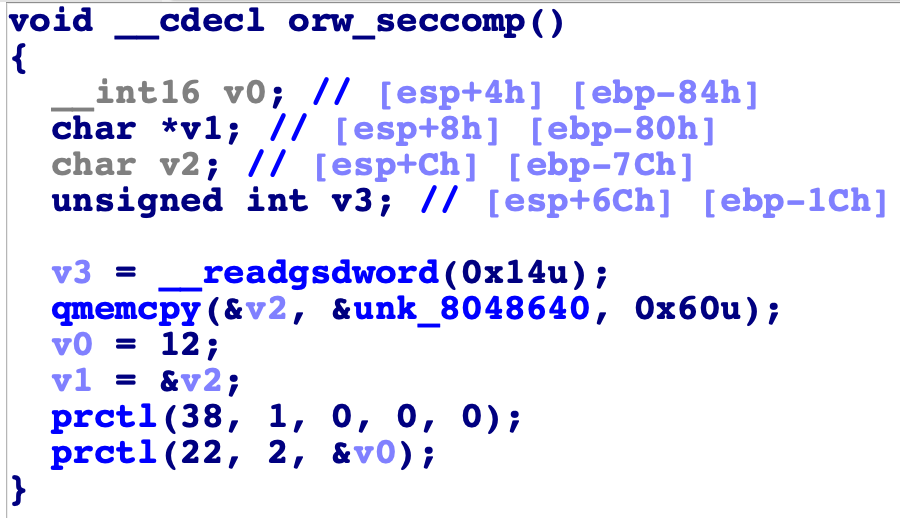 void __cdecl orw_seccomp()
{
__int16 v0; // [esp+4h] [ebp-84h]
char *v1; // [esp+8h] [ebp-80h]
char v2; // [esp+Ch] [ebp-7Ch]
unsigned int v3; // [esp+6Ch] [ebp-1Ch]
v3 = __readgsdword(0x14u);
qmemcpy(&v2, &unk_8048640, 0x60u);
v0 = 12;
v1 = &v2;
prctl(38, 1, 0, 0, 0);
prctl(22, 2, &v0);
}